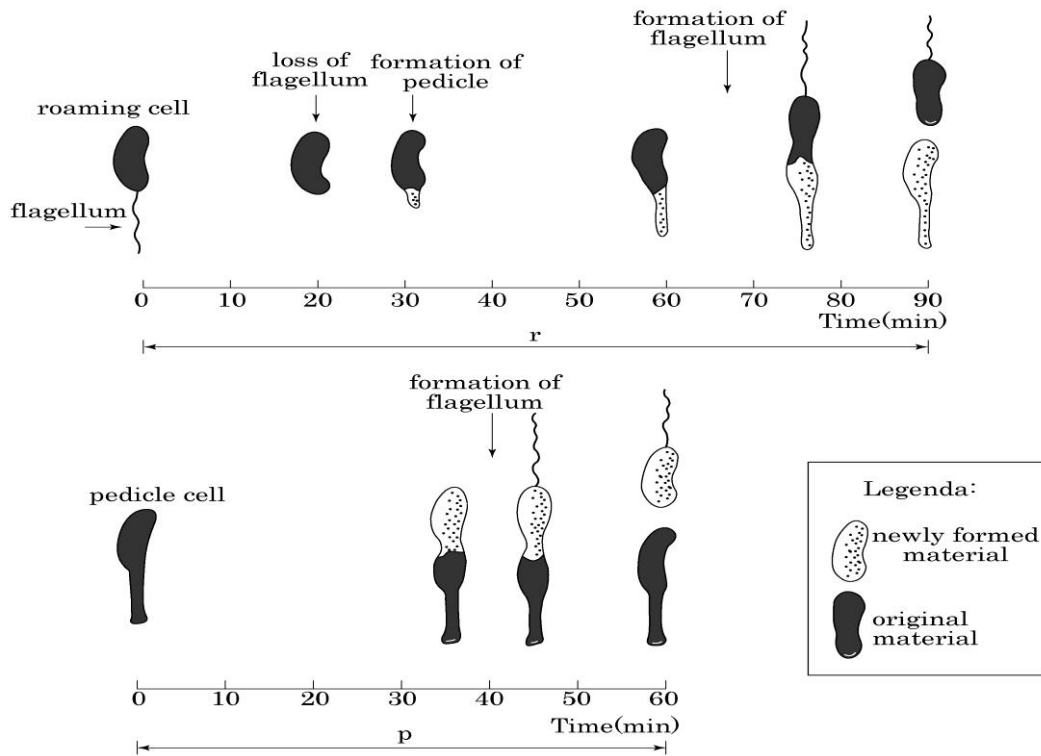 formation of
flagellum
loss of
flagellum
formation of
pedicle
roaming cell
flagellum
0 10 20 30 40 50 60 70 80 90
Time(min)
r
formation of
flagellum
pedicle cell
0 10 20 30 40 50 60
Time(min)
p
Legenda:
newly formed
material
original
material